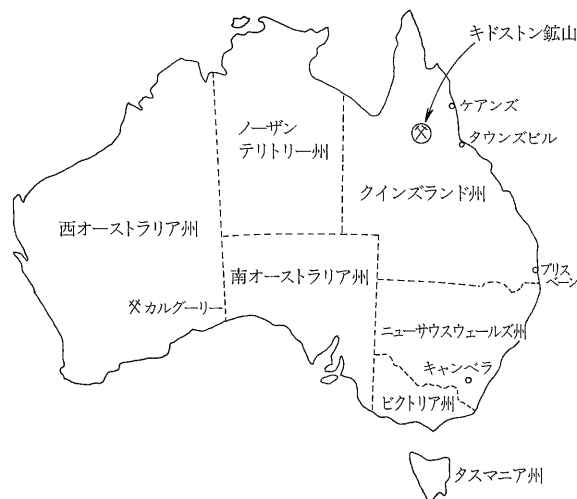 キドストン鉱山
ケアンズ
タウンズビル
ノーザン
テリトリー州
クインズランド州
西オーストラリア州
南オーストラリア州
ブリス
ベーン
カルグーリー
ニューサウスウェールズ州
キャンベラ
ビクトリア州
タスマニア州